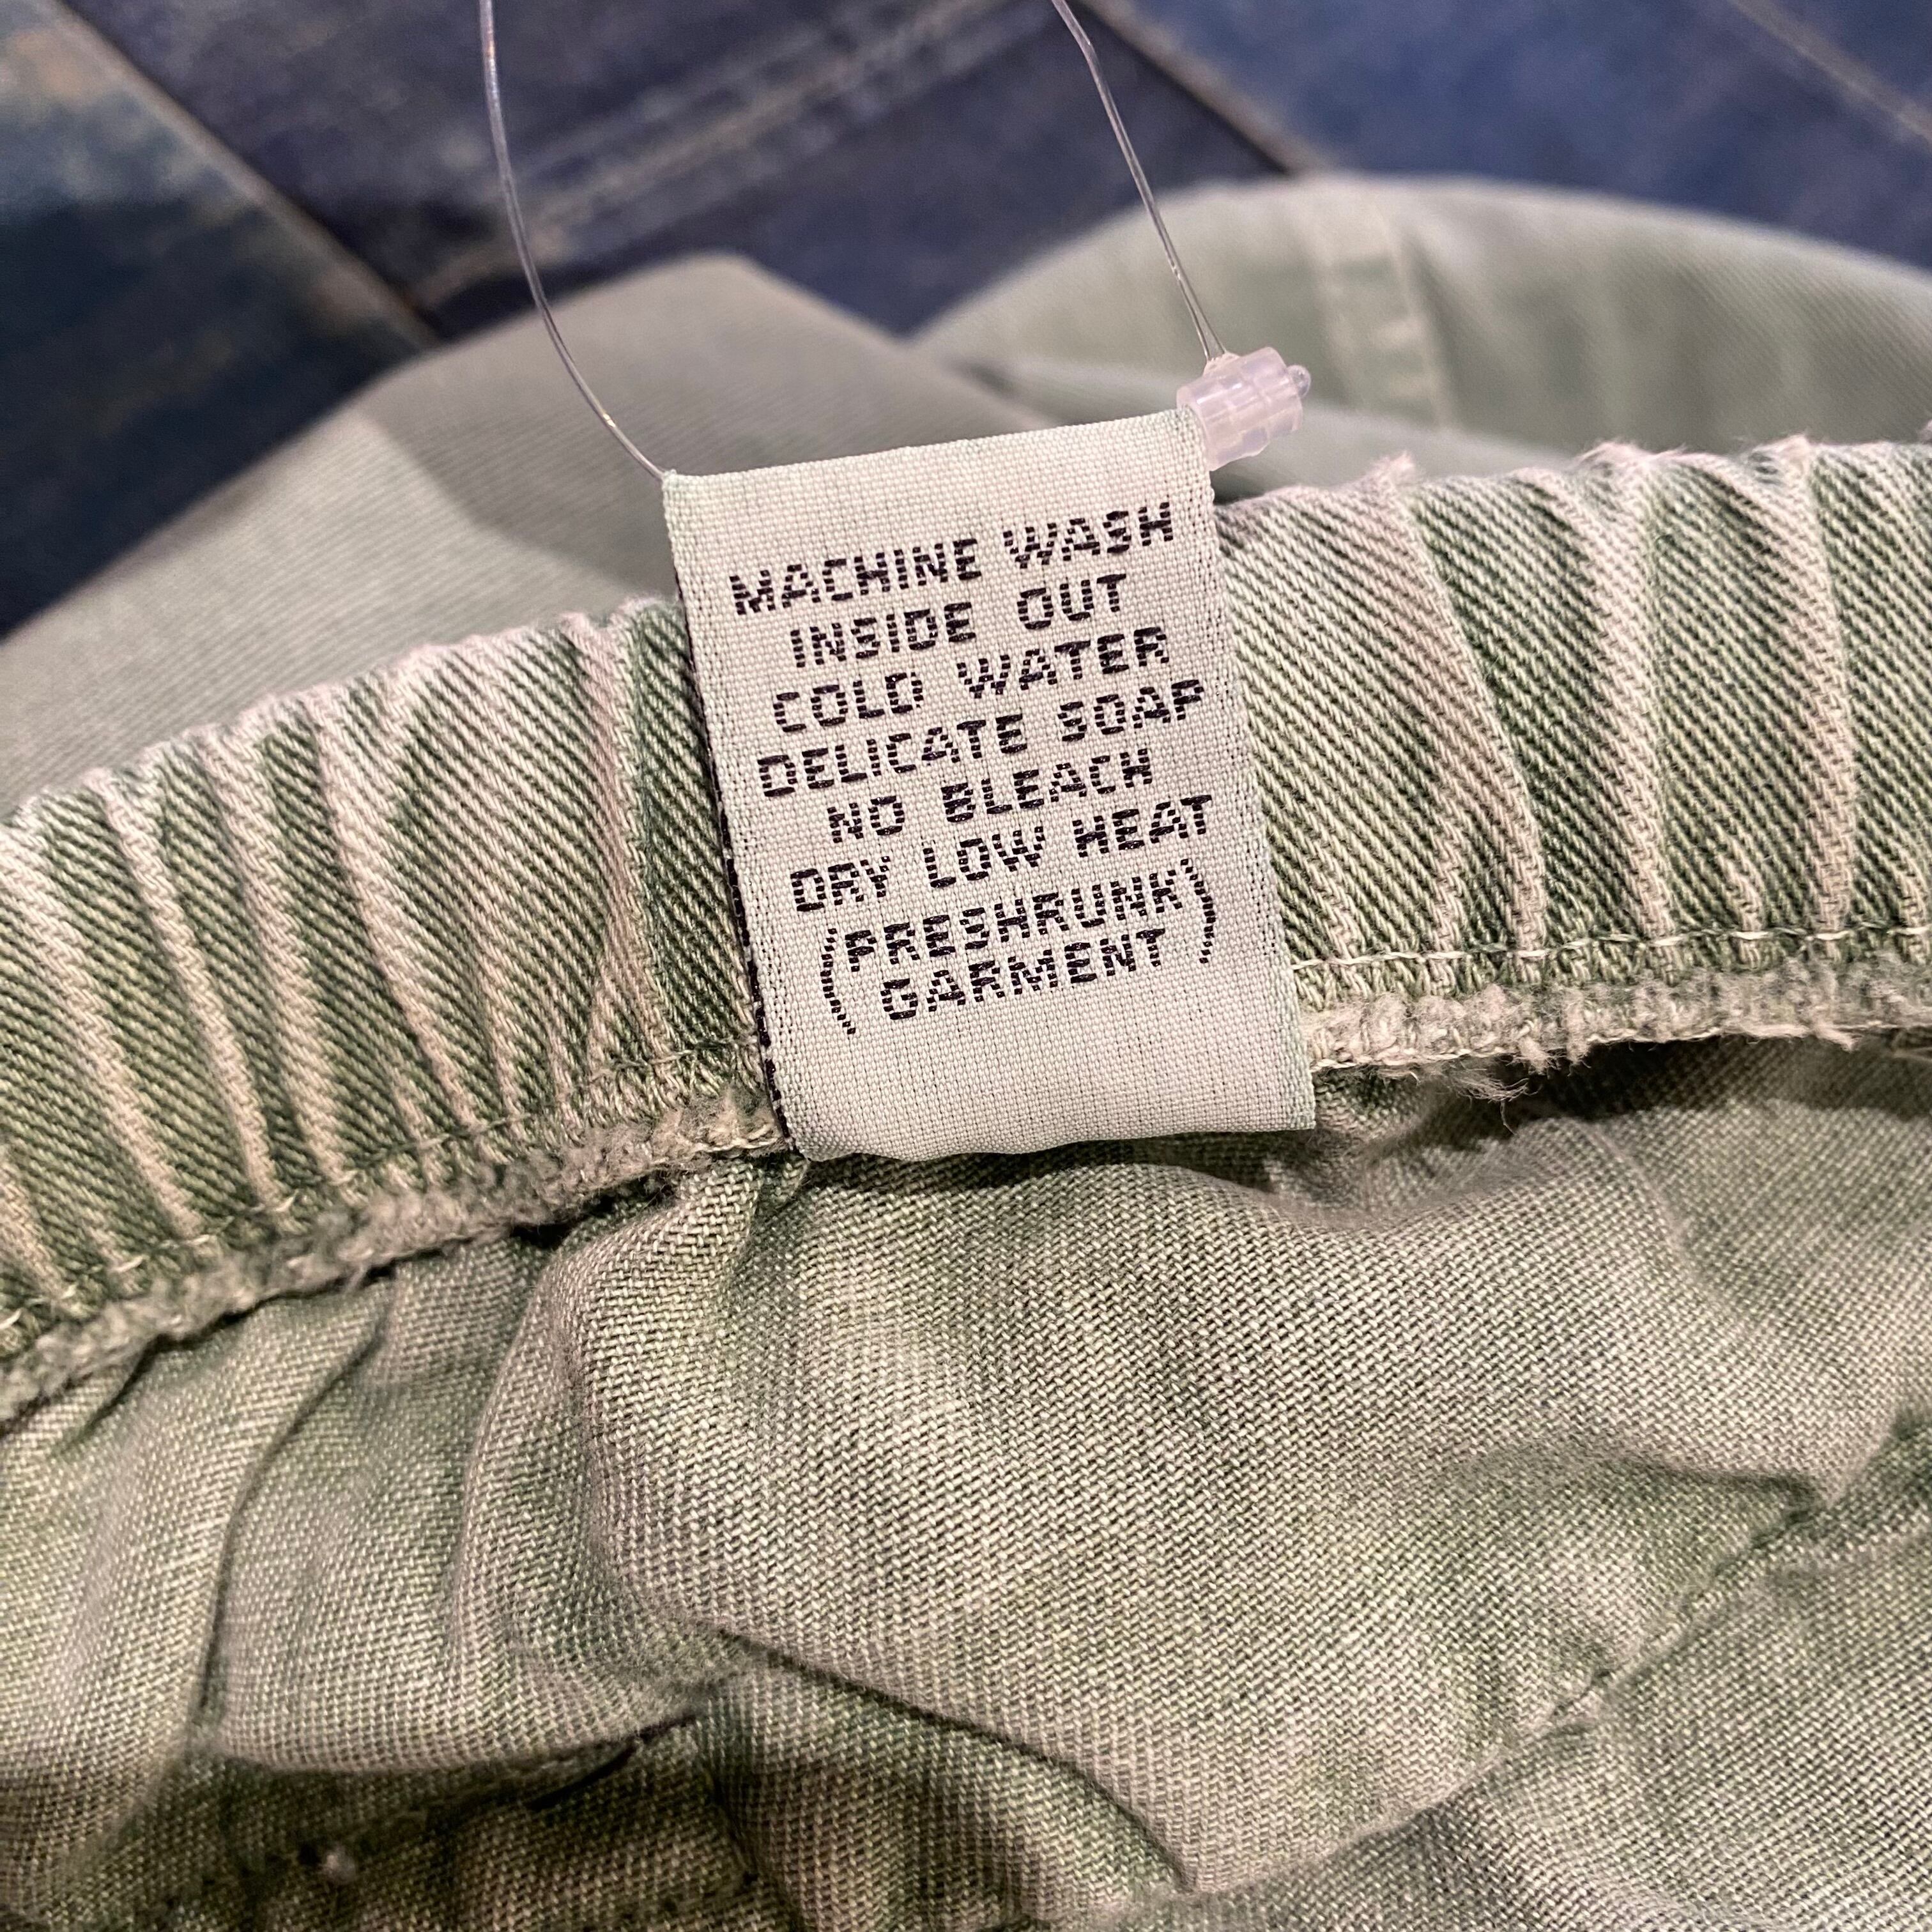 MACHINE WASH
INSIDE OUT
COLD WATER
DELICATE SOAP
NO BLEACH
DRY LOW HEAT
(PRESHRUNK
GARMENT)